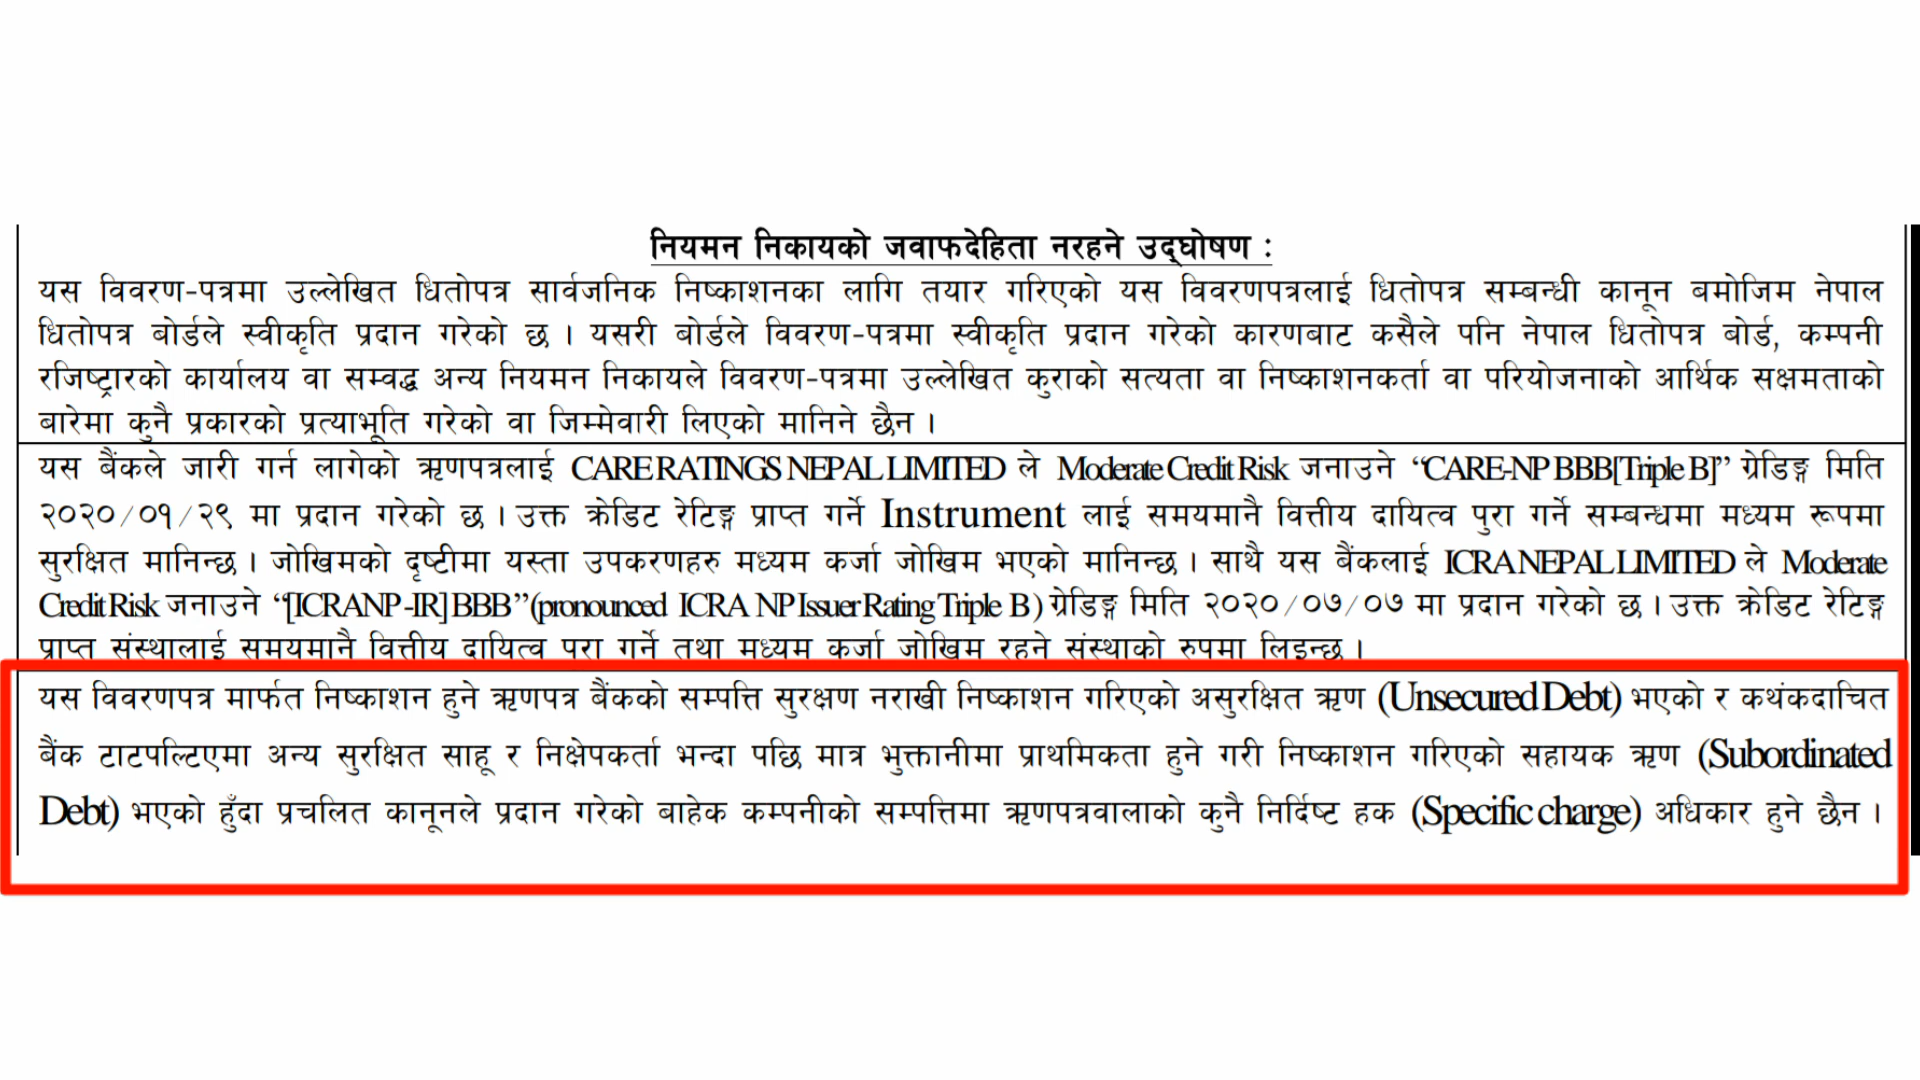 नियमन निकायको जवाफदेहिता नरहने उद्घोषण :
यस विवरण-पत्रमा उल्लेखित धितोपत्र सार्वजनिक निष्काशनका लागि तयार गरिएको यस विवरणपत्रलाई धितोपत्र सम्बन्धी कानून बमोजिम नेपाल
धितोपत्र बोर्डले स्वीकृति प्रदान गरेको छ । यसरी बोर्डले विवरण-पत्रमा स्वीकृति प्रदान गरेको कारणबाट कसैले पनि नेपाल धितोपत्र बोर्ड, कम्पनी
रजिष्ट्रारको कार्यालय वा सम्वद्ध अन्य नियमन निकायले विवरण-पत्रमा उल्लेखित कुराको सत्यता वा निष्काशनकर्ता वा परियोजनाको आर्थिक सक्षमताको
बारेमा कुनै प्रकारको प्रत्याभूति गरेको वा जिम्मेवारी लिएको मानिने छैन ।
यस बैंकले जारी गर्न लागेको ऋणपत्रलाई CARE RATINGS NEPAL LIMITED ले Moderate Credit Risk जनाउने “CARE-NP BBB[Triple B]” ग्रेडिङ्ग मिति
२०२०/०१/२९ मा प्रदान गरेको छ । उक्त क्रेडिट रेटिङ्ग प्राप्त गर्ने Instrument लाई समयमानै वित्तीय दायित्व पुरा गर्ने सम्बन्धमा मध्यम रूपमा
सुरक्षित मानिन्छ । जोखिमको दृष्टीमा यस्ता उपकरणहरु मध्यम कर्जा जोखिम भएको मानिन्छ । साथै यस बैंकलाई ICRA NEPAL LIMITED ले Moderate
Credit Risk जनाउने “[ICRANP-IR] BBB” (pronounced ICRA NP Issuer Rating Triple B) ग्रेडिङ्ग मिति २०२०/०७/०७ मा प्रदान गरेको छ । उक्त क्रेडिट रेटिङ्ग
प्राप्त संस्थालाई समयमानै वित्तीय दायित्व पुरा गर्ने तथा मध्यम कर्जा जोखिम रहने संस्थाको रुपमा लिइन्छ ।
यस विवरणपत्र मार्फत निष्काशन हुने ऋणपत्र बैंकको सम्पत्ति सुरक्षण नराखी निष्काशन गरिएको असुरक्षित ऋण (Unsecured Debt) भएको र कथंकदाचित
बैंक टाटपल्टिएमा अन्य सुरक्षित साहू र निक्षेपकर्ता भन्दा पछि मात्र भुक्तानीमा प्राथमिकता हुने गरी निष्काशन गरिएको सहायक ऋण (Subordinated
Debt) भएको हुँदा प्रचलित कानूनले प्रदान गरेको बाहेक कम्पनीको सम्पत्तिमा ऋणपत्रवालाको कुनै निर्दिष्ट हक (Specific charge) अधिकार हुने छैन ।